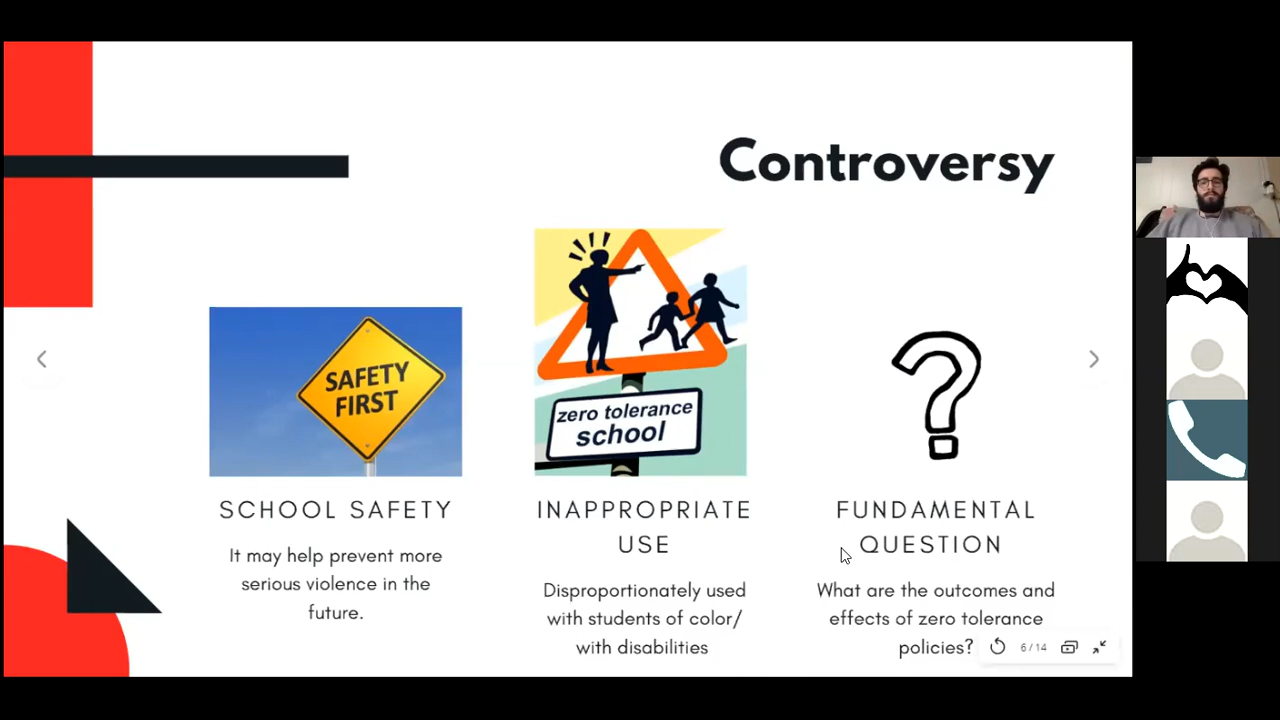 Controversy
SAFETY
FIRST
zero tolerance
school
SCHOOL SAFETY
It may help prevent more
serious violence in the
future.
INAPPROPRIATE
USE
Disproportionately used
with students of color/
with disabilities
FUNDAMENTAL
QUESTION
What are the outcomes and
effects of zero tolerance
policies?
6 / 14